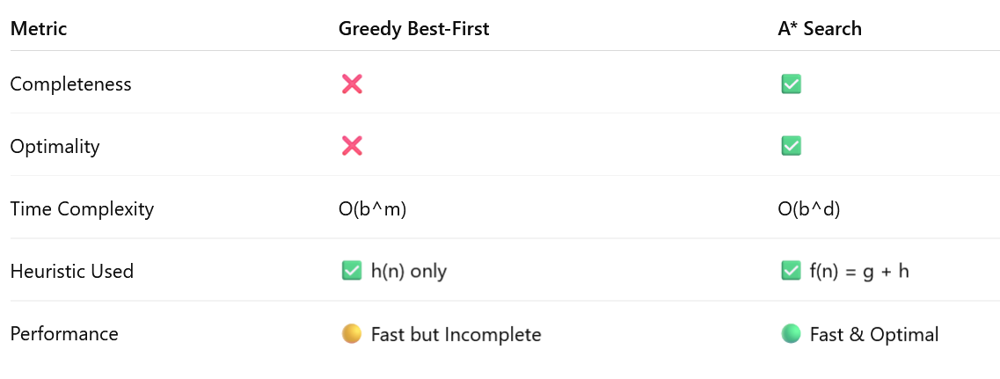 Metric Greedy Best-First A* Search
Completeness ❌ ✅
Optimality ❌ ✅
Time Complexity O(b^m) O(b^d)
Heuristic Used ✅ h(n) only ✅ f(n) = g + h
Performance 🟡 Fast but Incomplete 🟢 Fast & Optimal